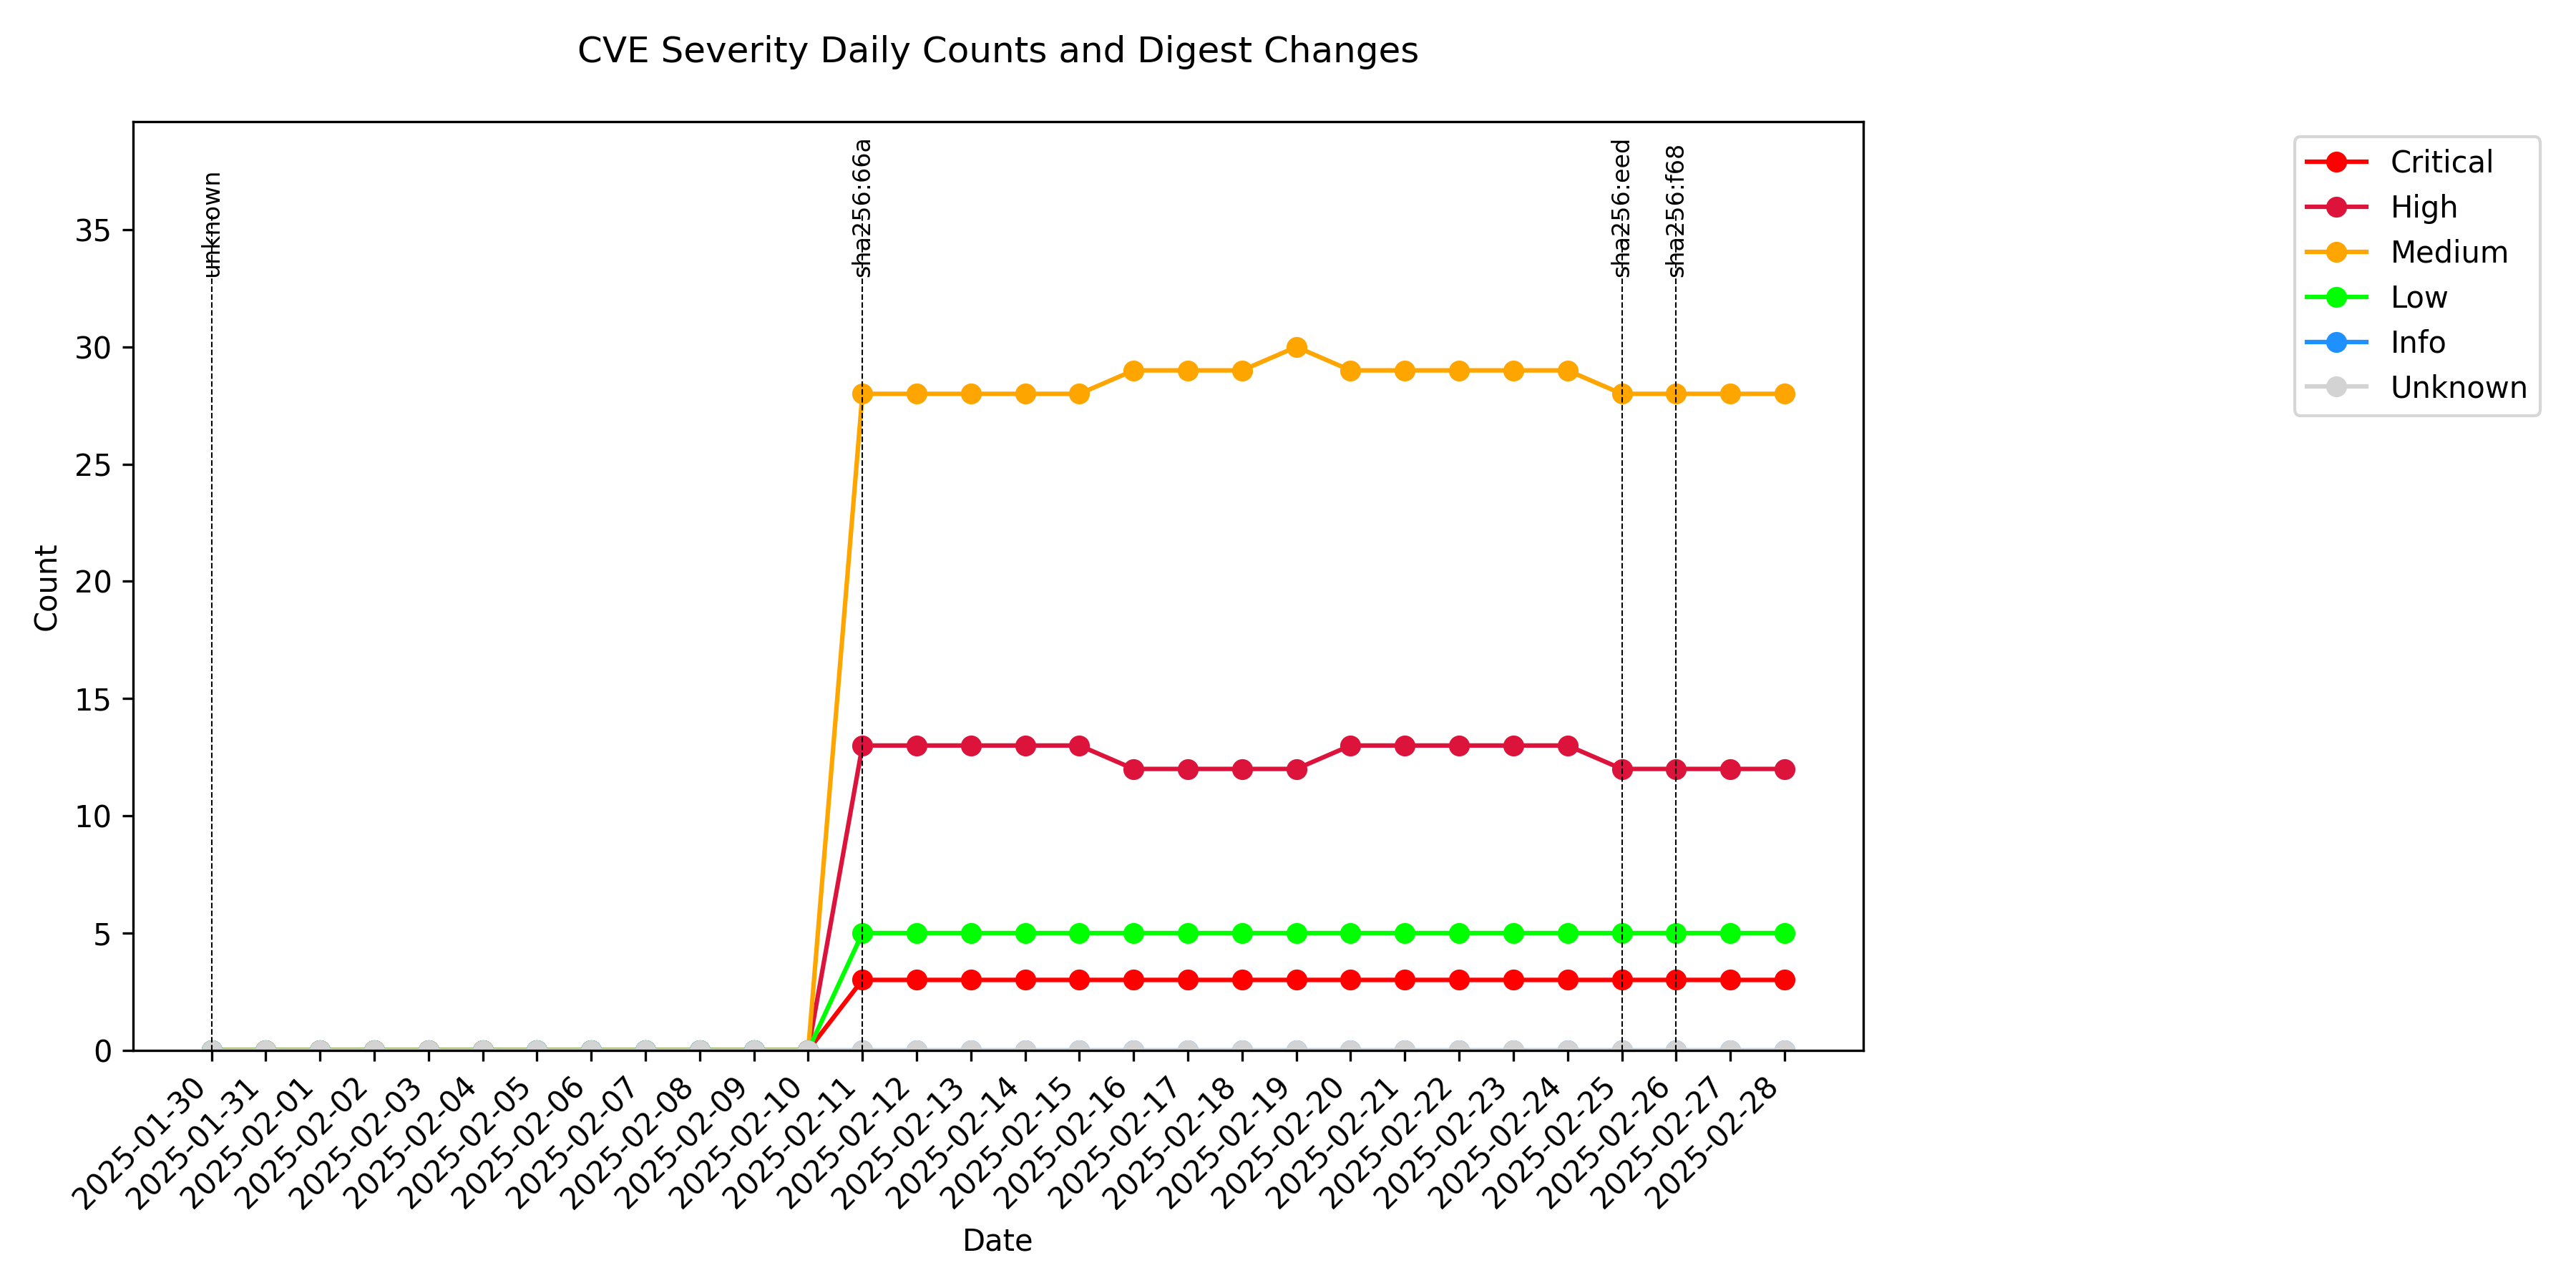 CVE Severity Daily Counts and Digest Changes
unknown
sha256:66a
sha256:eed
sha256:f68
Critical
High
Medium
Low
Info
Unknown
Count
35
30
25
20
15
10
5
0
2025-01-30
2025-01-31
2025-02-01
2025-02-02
2025-02-03
2025-02-04
2025-02-05
2025-02-06
2025-02-07
2025-02-08
2025-02-09
2025-02-10
2025-02-11
2025-02-12
2025-02-13
2025-02-14
2025-02-15
2025-02-16
2025-02-17
2025-02-18
2025-02-19
2025-02-20
2025-02-21
2025-02-22
2025-02-23
2025-02-24
2025-02-25
2025-02-26
2025-02-27
2025-02-28
Date